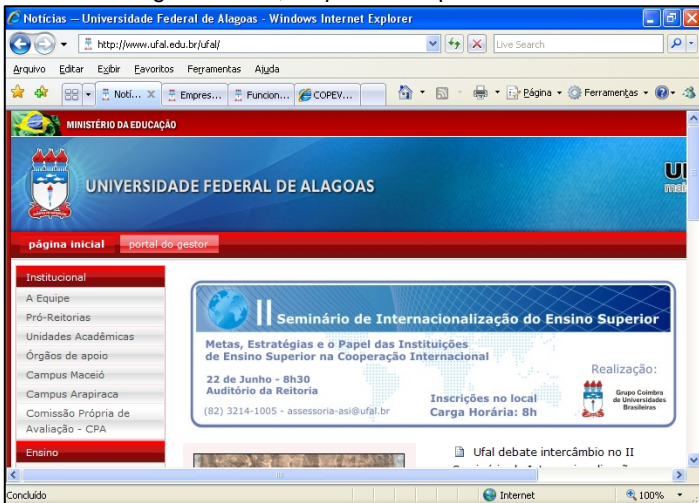 Notícias — Universidade Federal de Alagoas - Windows Internet Explorer
http://www.ufal.edu.br/ufal/
Live Search
Arquivo Editar Exibir Favoritos Ferramentas Ajuda
Notí... Empres... Funcion... COPEV... Página Ferramentas
MINISTÉRIO DA EDUCAÇÃO
UNIVERSIDADE FEDERAL DE ALAGOAS
página inicial portal do gestor
Institucional
A Equipe
Pró-Reitorias
Unidades Acadêmicas
Órgãos de apoio
Campus Maceió
Campus Arapiraca
Comissão Própria de
Avaliação - CPA
Ensino
II Seminário de Internacionalização do Ensino Superior
Metas, Estratégias e o Papel das Instituições
de Ensino Superior na Cooperação Internacional
22 de Junho - 8h30
Auditório da Reitoria
(82) 3214-1005 - assessoria-asi@ufal.br
Inscrições no local
Carga Horária: 8h
Realização:
Grupo Coimbra
de Universidades
Brasileiras
Ufal debate intercâmbio no II
Concluído Internet 100%